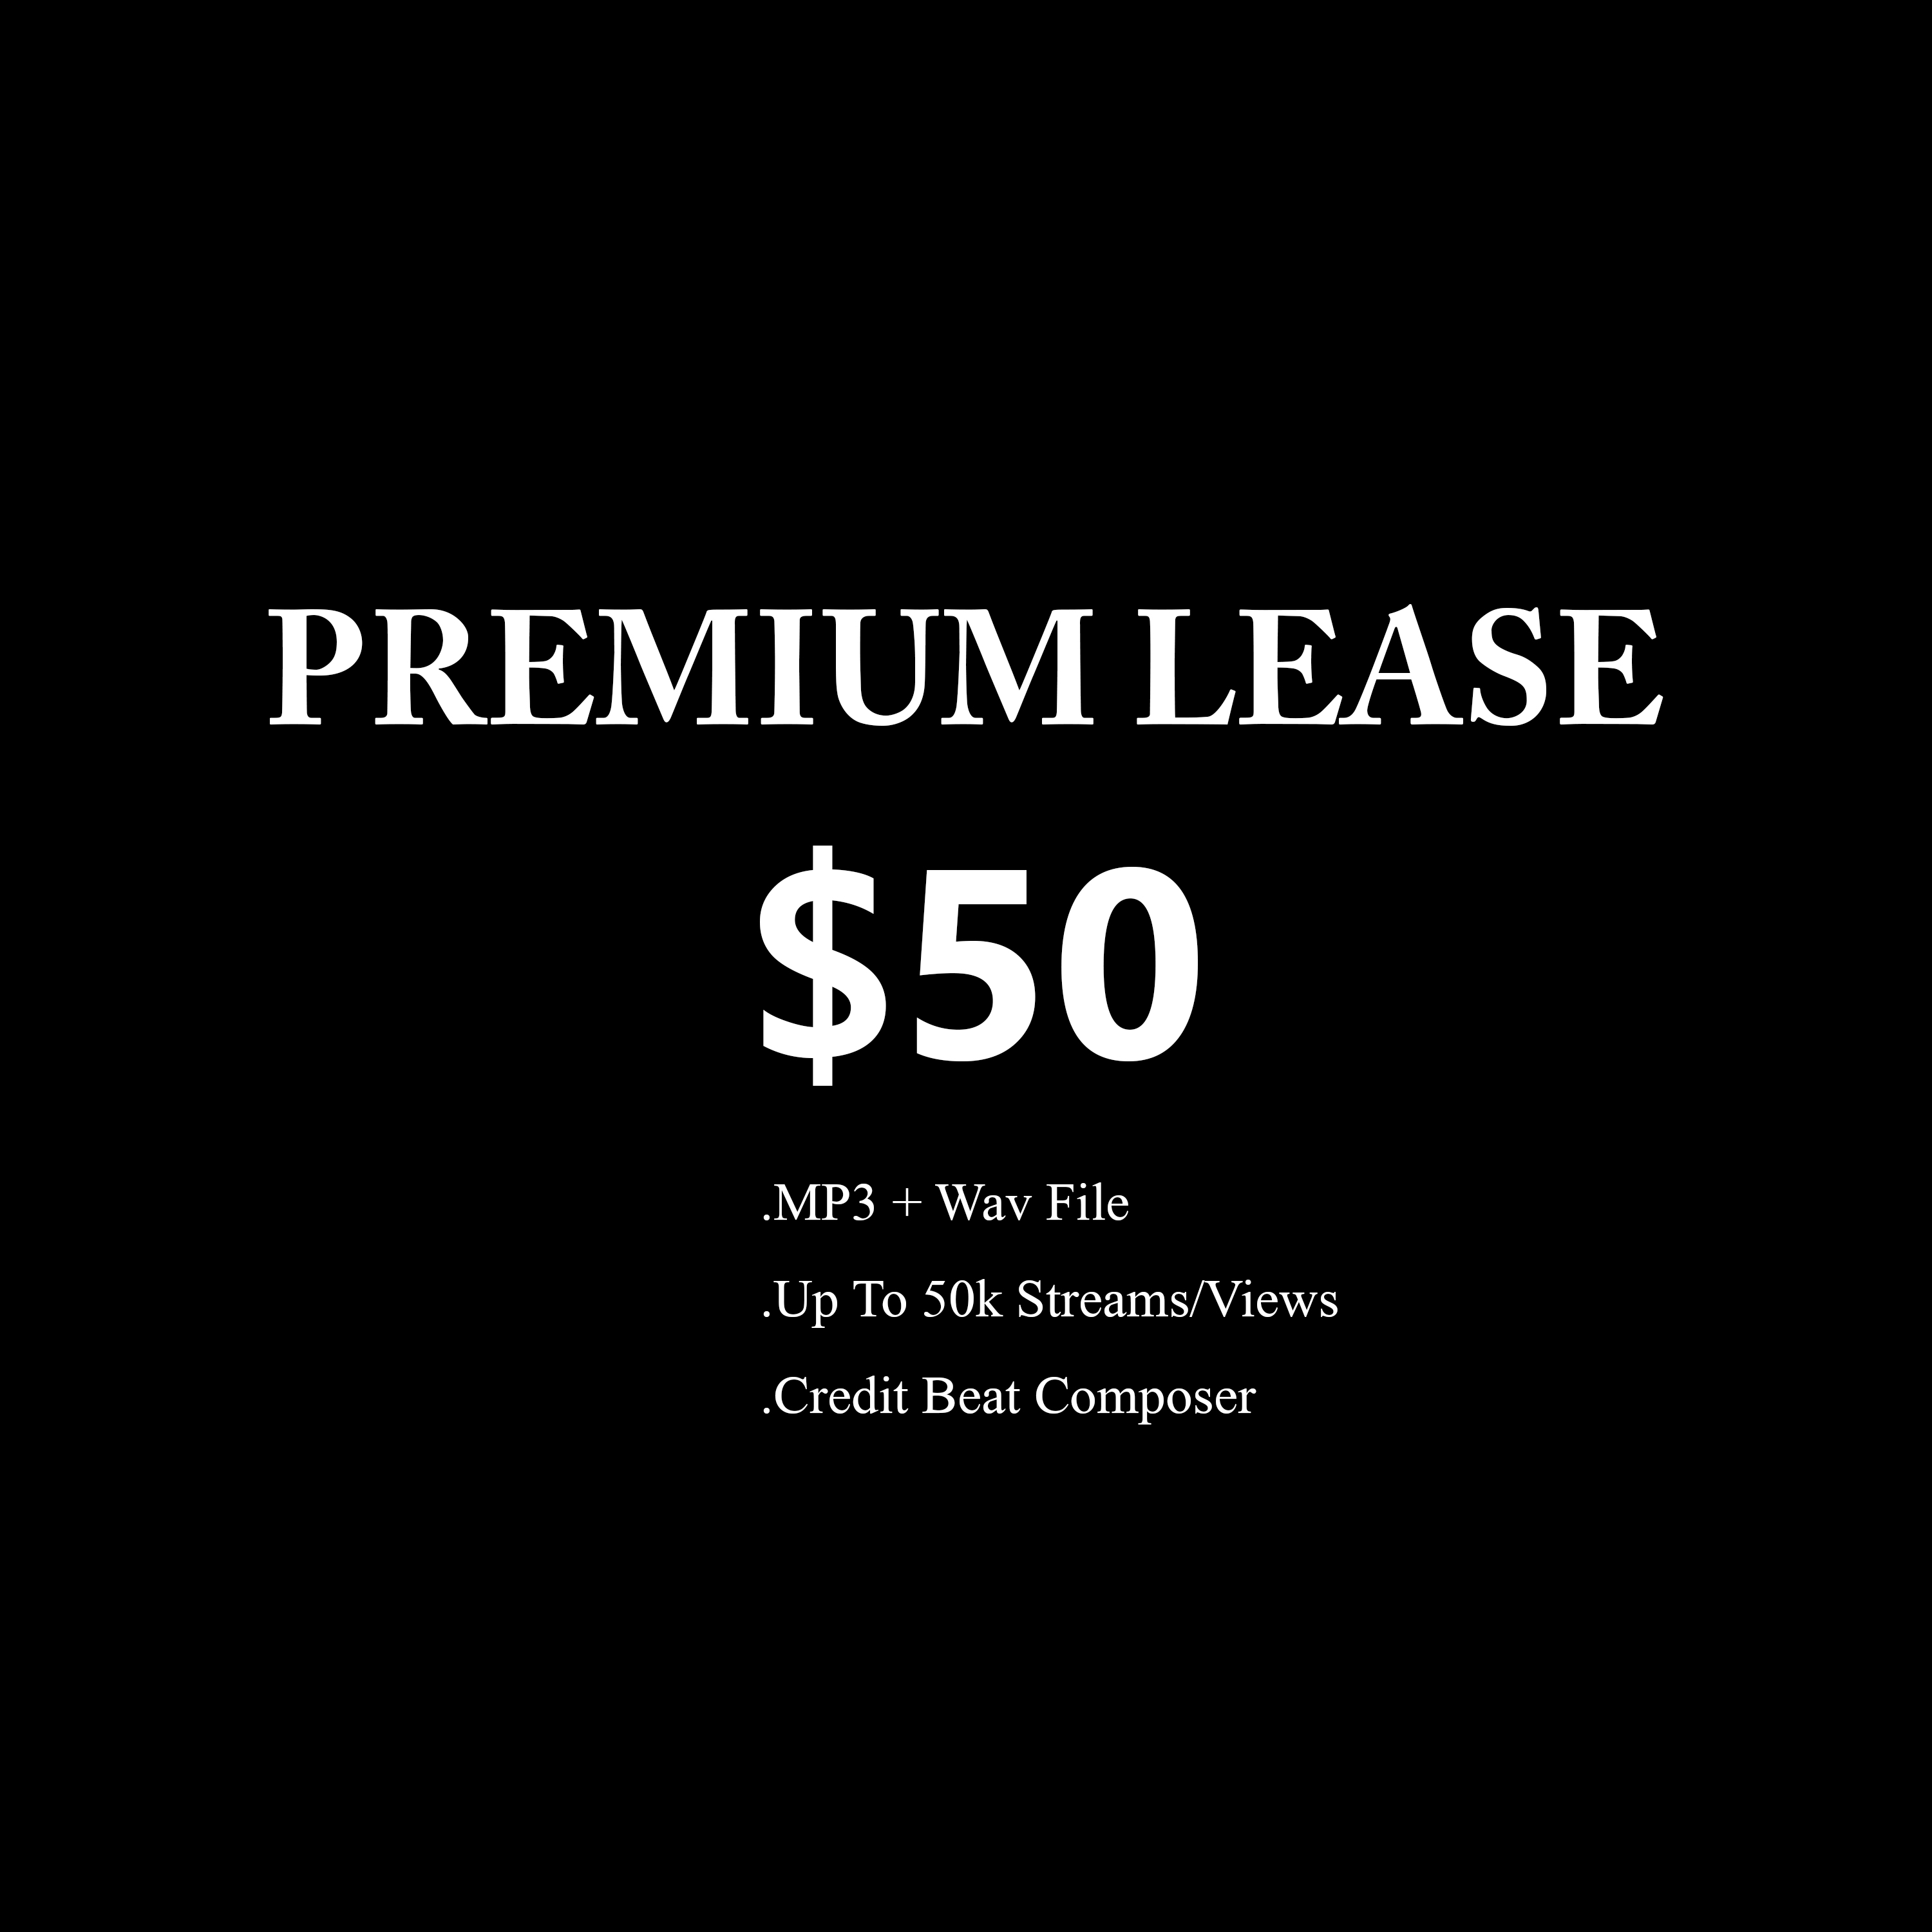 PREMIUM LEASE
$50
.MP3 + Wav File
.Up To 50k Streams/Views
.Credit Beat Composer